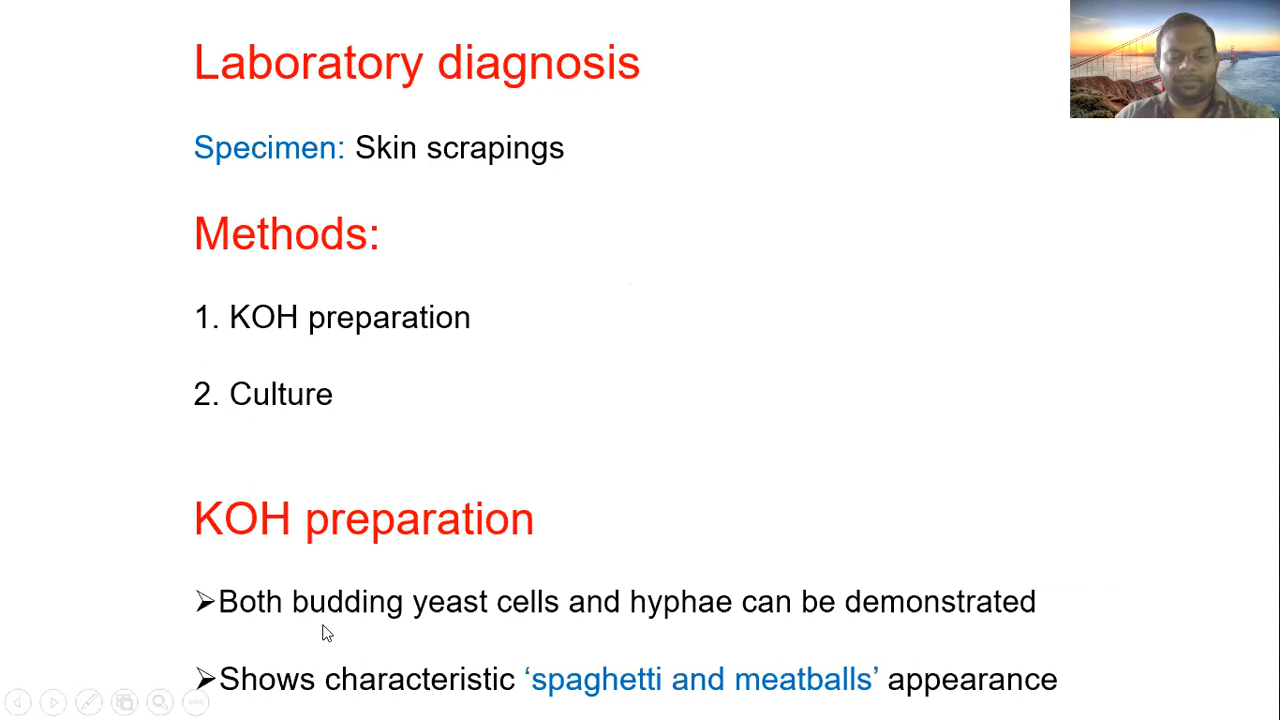 Laboratory diagnosis
Specimen: Skin scrapings
Methods:
1. KOH preparation
2. Culture
KOH preparation
➢Both budding yeast cells and hyphae can be demonstrated
➢Shows characteristic ‘spaghetti and meatballs’ appearance